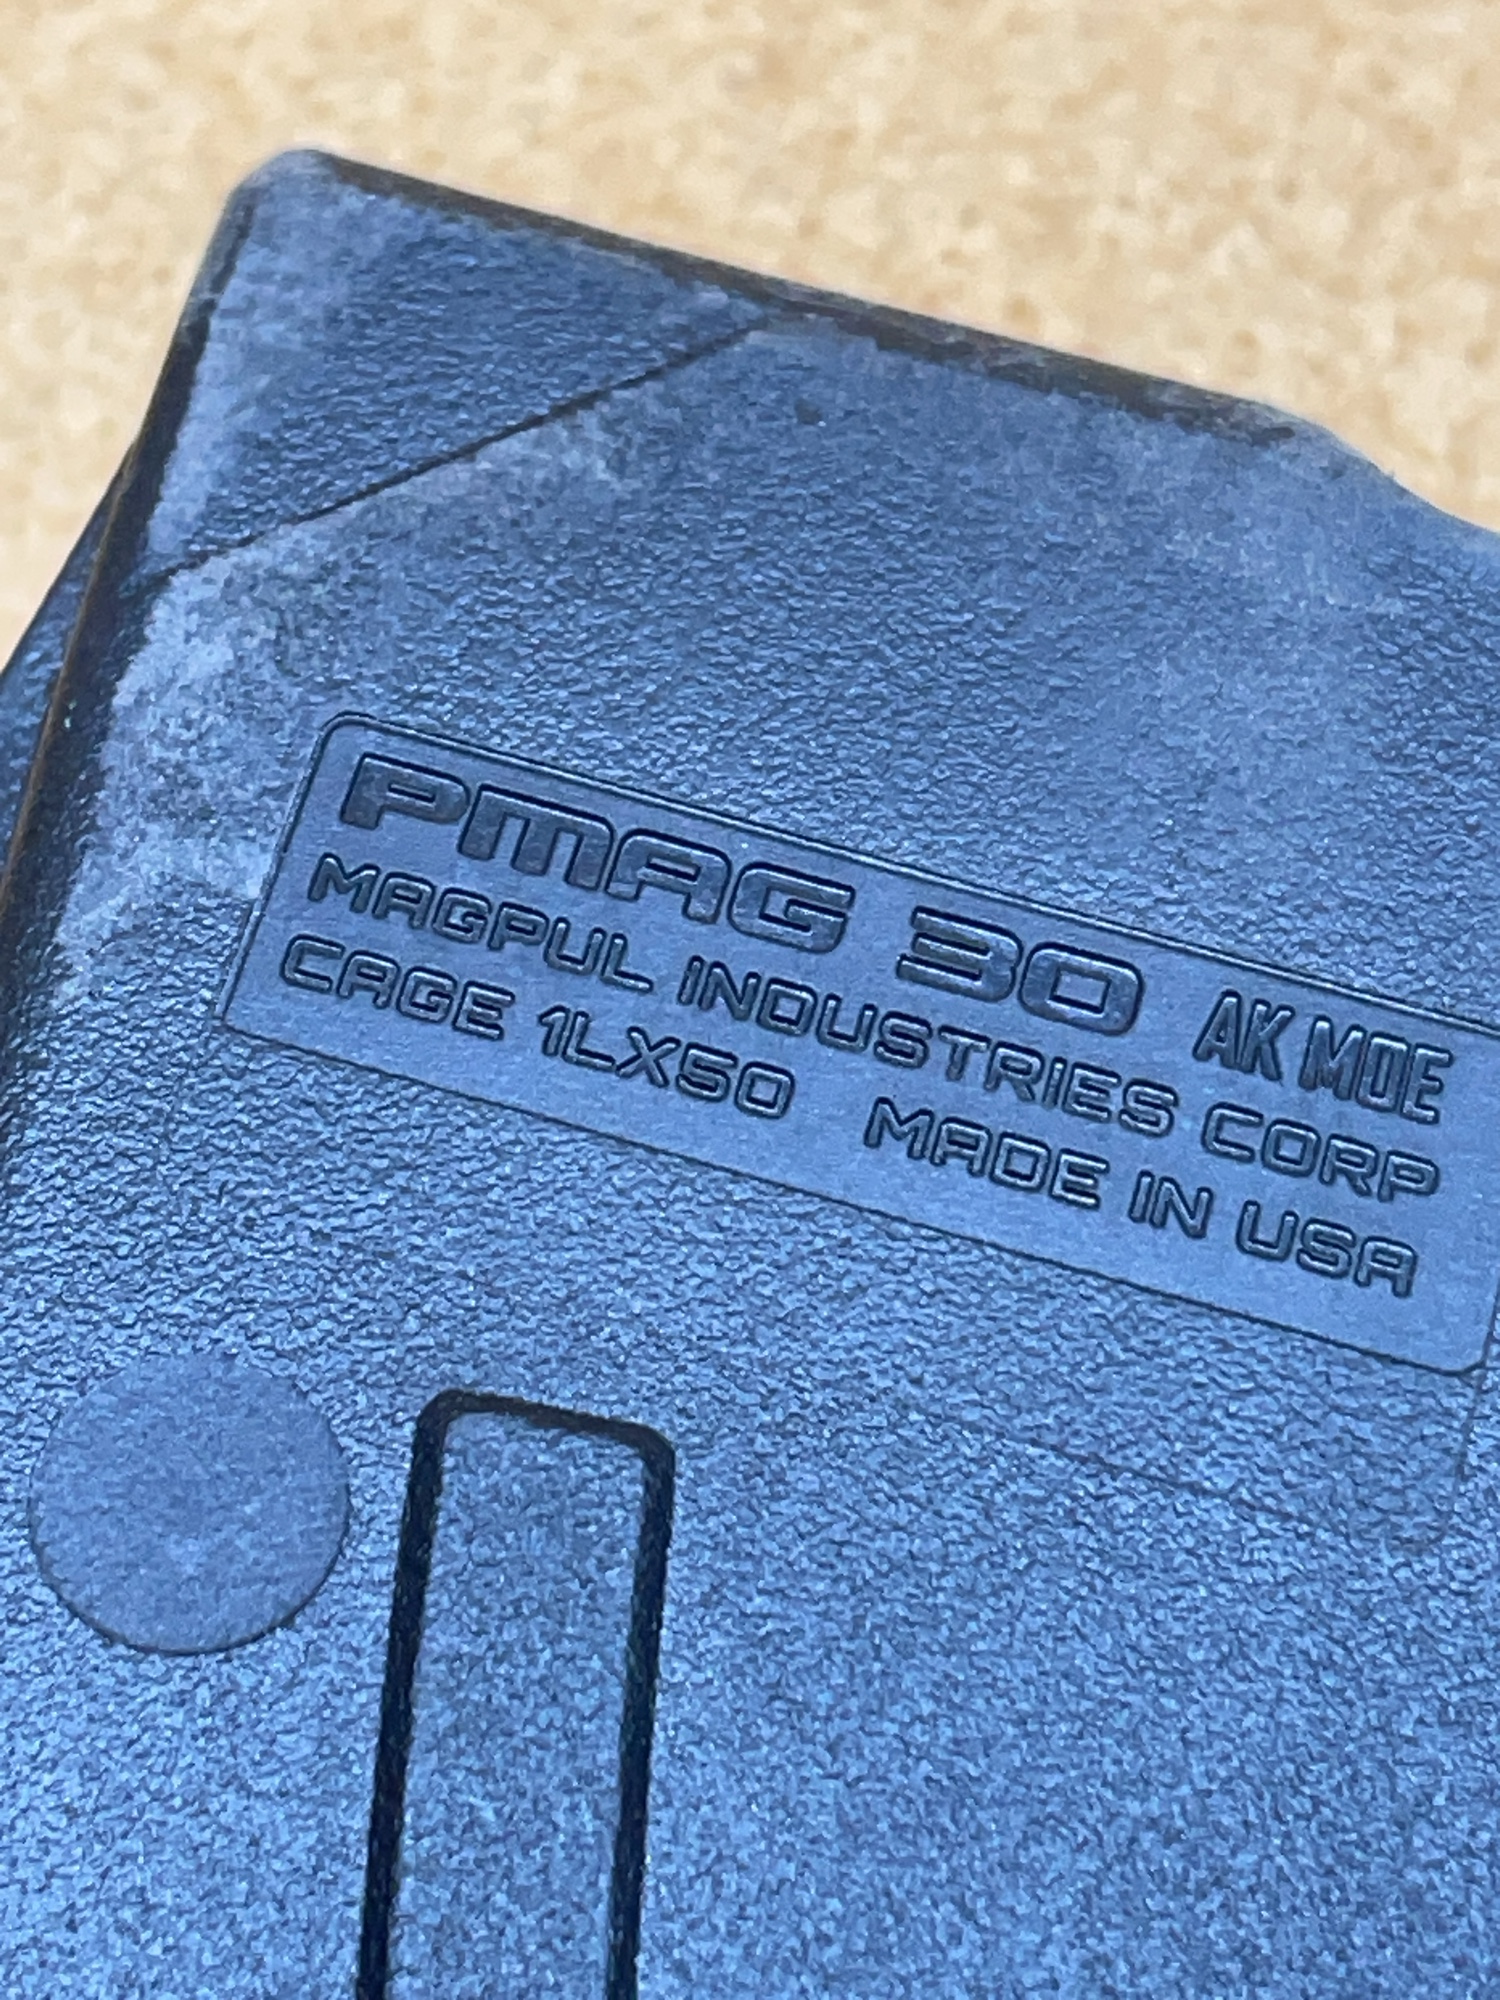 PMAG 30 AK MOE
MAGPUL INDUSTRIES CORP
CAGE 1LX50 MADE IN USA